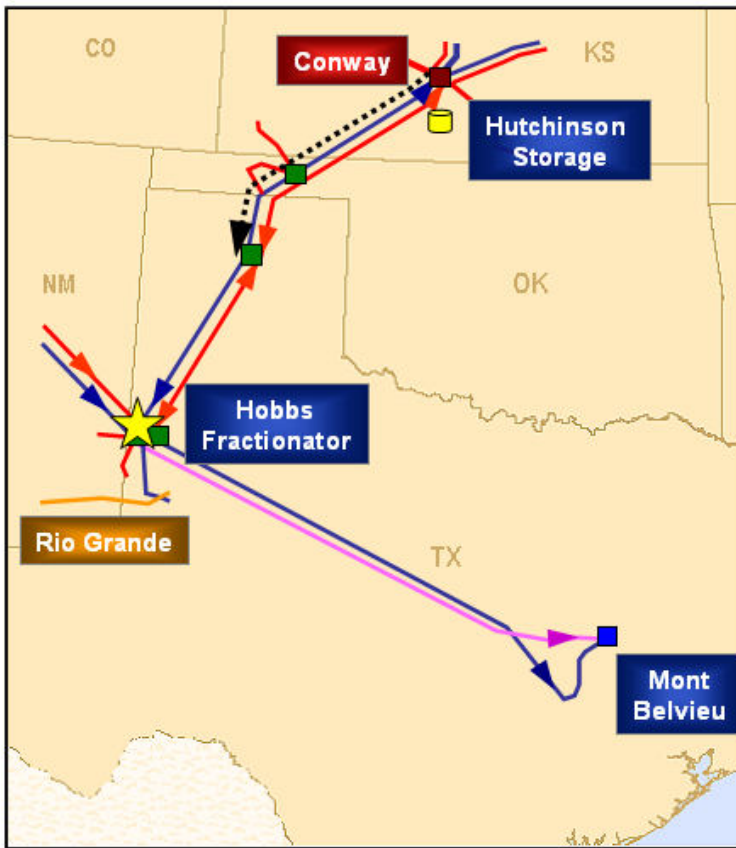 CO
KS
Conway
Hutchinson
Storage
NM
OK
Hobbs
Fractionator
Rio Grande
TX
Mont
Belvieu